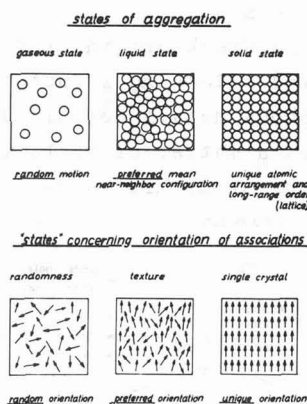 states of aggregation
gaseous state liquid state solid state
random motion preferred mean unique atomic
near-neighbor configuration arrangement and
long-range order
(lattice)
"states" concerning orientation of associations
randomness texture single crystal
random orientation preferred orientation unique orientation